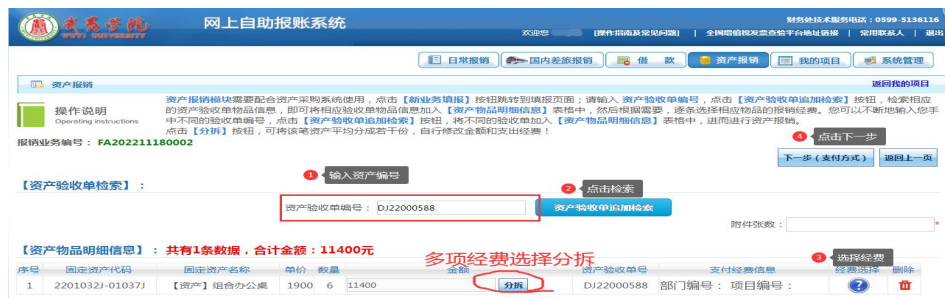 武夷学院
WUYI UNIVERSITY
网上自助报账系统
财务处技术服务电话：0599-5136116
欢迎您 [操作指南及常见问题] | 全国增值税发票查验平台地址链接 | 常用联系人 | 退出
日常报销 国内差旅报销 借 款 资产报销 我的项目 系统管理
资产报销 返回我的项目
操作说明
Operating instructions
资产报销模块需要配合资产采购系统使用，点击【新业务填报】按钮跳转到填报页面；请输入 资产验收单编号，点击【资产验收单追加检索】按钮，检索相应
的资产验收单物品信息，即可将相应验收单物品信息加入【资产物品明细信息】表格中，然后根据需要，逐条选择相应物品的报销经费。您可以不断地输入您手
中不同的验收单编号，点击【资产验收单追加检索】按钮，将不同的验收单加入【资产物品明细信息】表格中，进而进行资产报销。
点击【分拆】按钮，可将该笔资产平均分成若干份，自行修改金额和支出经费！
报销业务编号： FA202211180002
4 点击下一步
下一步（支付方式） 返回上一页
【资产验收单检索】：
1 输入资产编号
2 点击检索
资产验收单编号： DJ22000588 资产验收单追加检索
附件张数： *
【资产物品明细信息】： 共有1条数据，合计金额：11400元
多项经费选择分拆
3 选择经费
序号 固定资产代码 固定资产名称 单价 数量 金额 资产验收单号 支付经费信息 经费选择 删除
1 2201032J-01037J 【资产】组合办公桌 1900 6 11400 分拆 DJ22000588 部门编号： 项目编号： ?